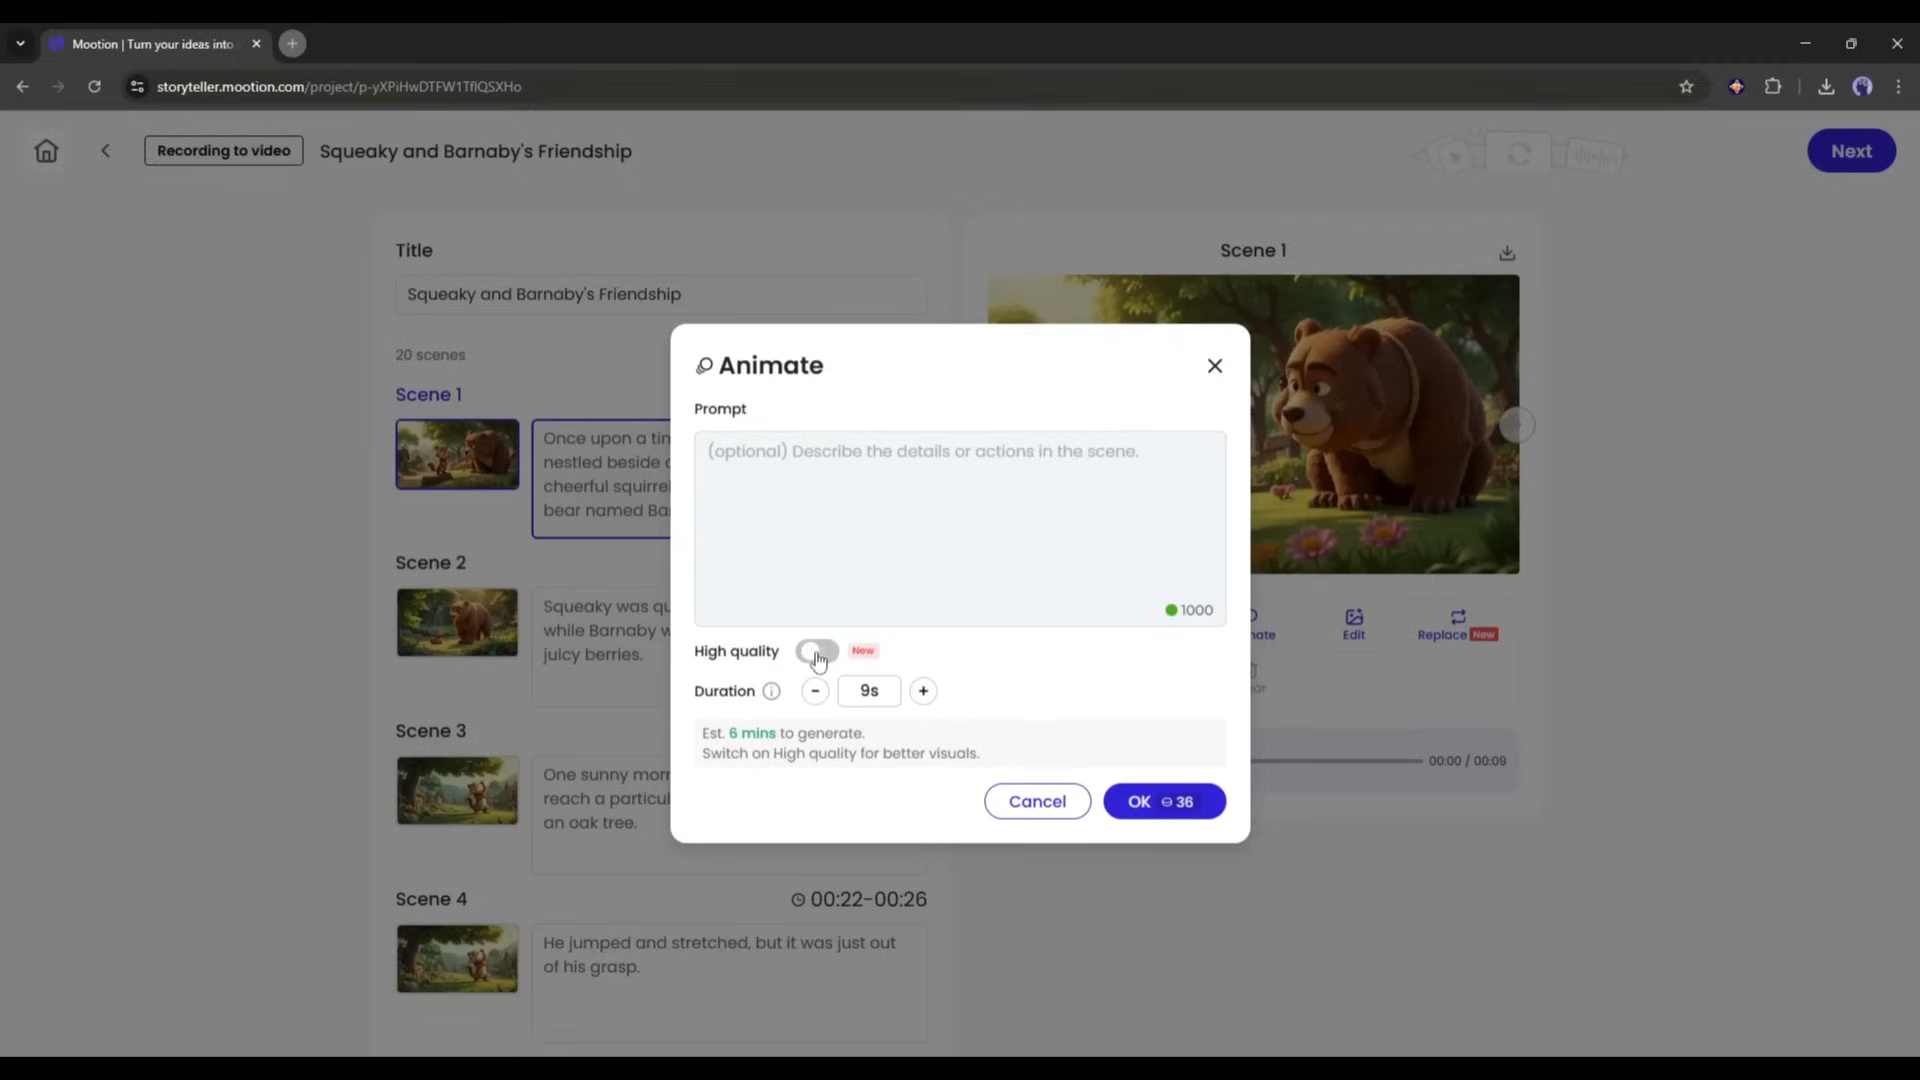 Mootion | Turn your ideas into
storyteller.mootion.com/project/p-yXPiHwDTFW1TflQSXHo
Recording to video
Squeaky and Barnaby's Friendship
Next
Title
Squeaky and Barnaby's Friendship
20 scenes
Scene 1
Once upon a tim
nestled beside
cheerful squirre
bear named Ba
Scene 2
Squeaky was qu
while Barnaby w
juicy berries.
Scene 3
One sunny morn
reach a particul
an oak tree.
Scene 4
00:22-00:26
He jumped and stretched, but it was just out
of his grasp.
Scene 1
Edit
Replace New
00:00 / 00:09
Animate
Prompt
(optional) Describe the details or actions in the scene.
1000
High quality
New
Duration
-
9s
+
Est. 6 mins to generate.
Switch on High quality for better visuals.
Cancel
OK 36